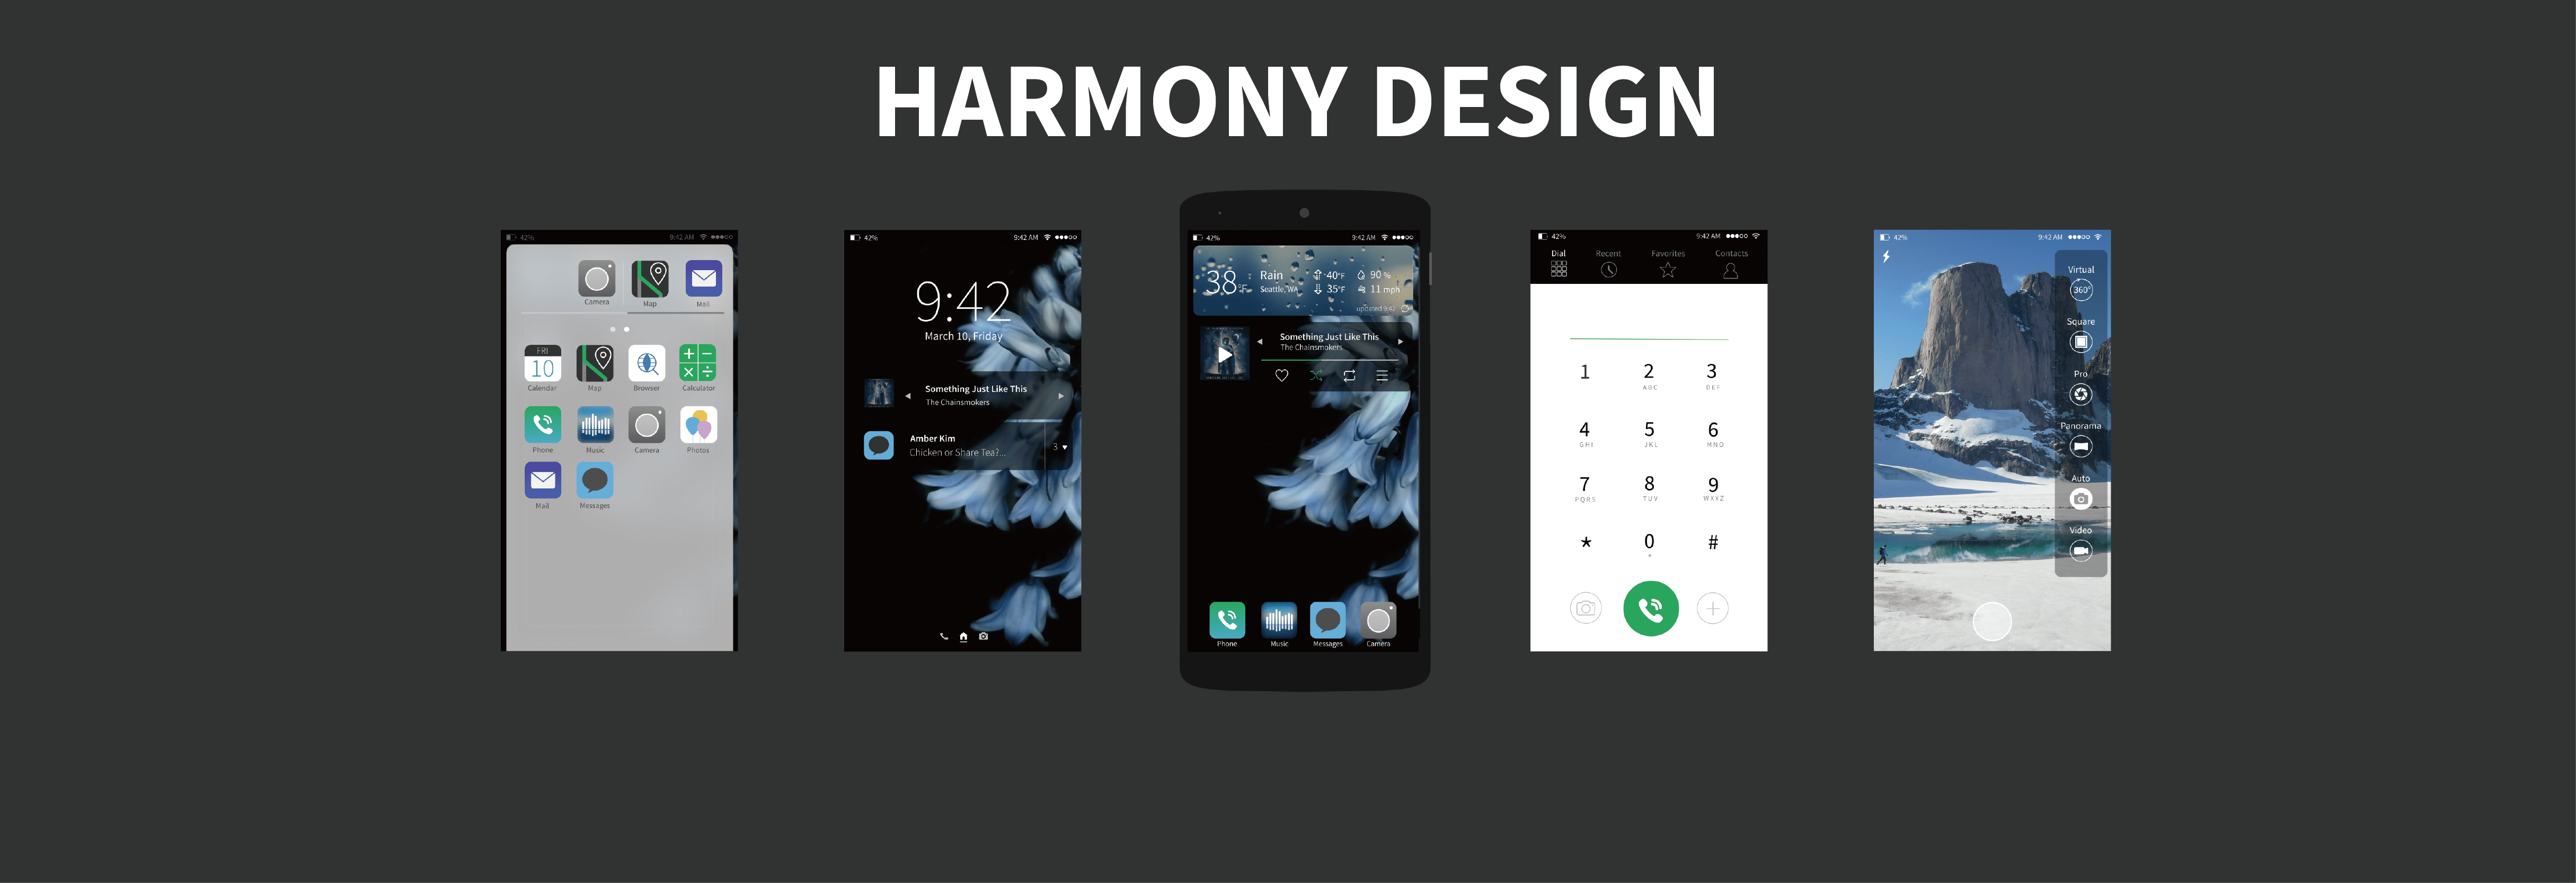 HARMONY DESIGN
42%
9:42 AM
Camera
Map
Mail
FRI
10
Calendar
Map
Browser
Calculator
Phone
Music
Camera
Photos
Mail
Messages
42%
9:42 AM
9:42
March 10, Friday
Something Just Like This
The Chainsmokers
Amber Kim
Chicken or Share Tea?...
3
42%
9:42 AM
38°F
Rain
Seattle, WA
40°F
35°F
90 %
11 mph
updated 9:42
Something Just Like This
The Chainsmokers
Phone
Music
Messages
Camera
42%
9:42 AM
Dial
Recent
Favorites
Contacts
1
2
ABC
3
DEF
4
GHI
5
JKL
6
MNO
7
PQRS
8
TUV
9
WXYZ
*
0
+
#
42%
9:42 AM
Virtual
360°
Square
Pro
Panorama
Auto
Video